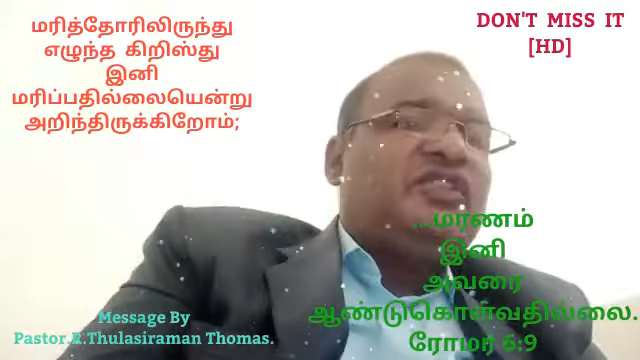 மரித்தோரிலிருந்து
எழுந்த கிறிஸ்து
இனி
மரிப்பதில்லையென்று
அறிந்திருக்கிறோம்;
DON'T MISS IT
[HD]
...மரணம்
இனி
அவரை
ஆண்டுகொள்வதில்லை.
ரோமர் 6:9
Message By
Pastor.R.Thulasiraman Thomas.